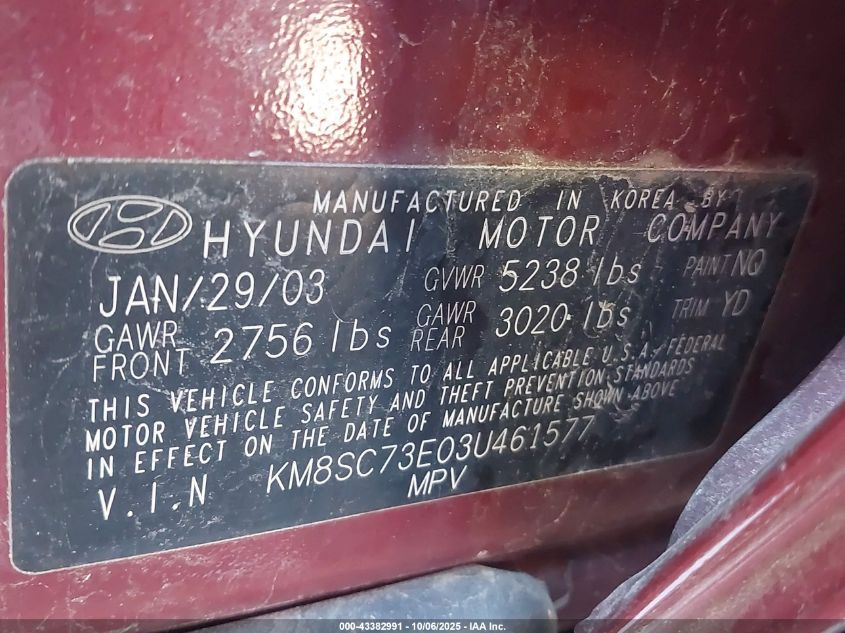 MANUFACTURED IN KOREA BY
HYUNDAI MOTOR COMPANY
JAN/29/03 GVWR 5238 lbs PAINT NQ
GAWR FRONT 2756 lbs GAWR REAR 3020 lbs TRIM YD
THIS VEHICLE CONFORMS TO ALL APPLICABLE U.S.A. FEDERAL
MOTOR VEHICLE SAFETY AND THEFT PREVENTION STANDARDS
IN EFFECT ON THE DATE OF MANUFACTURE SHOWN ABOVE
V.I.N KM8SC73E03U461577
MPV
000-43382991 - 10/06/2025 - IAA Inc.